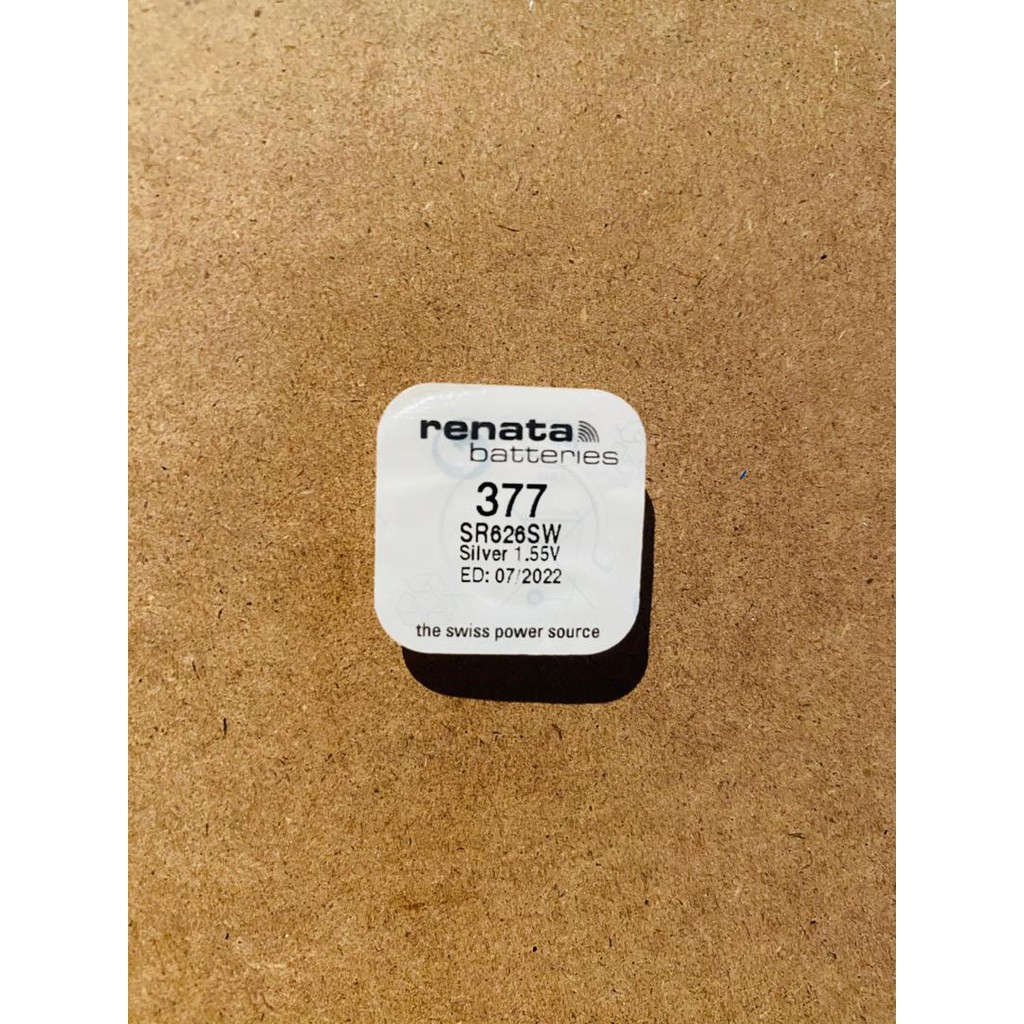 renata
batteries
377
SR626SW
Silver 1.55V
ED: 07/2022
the swiss power source